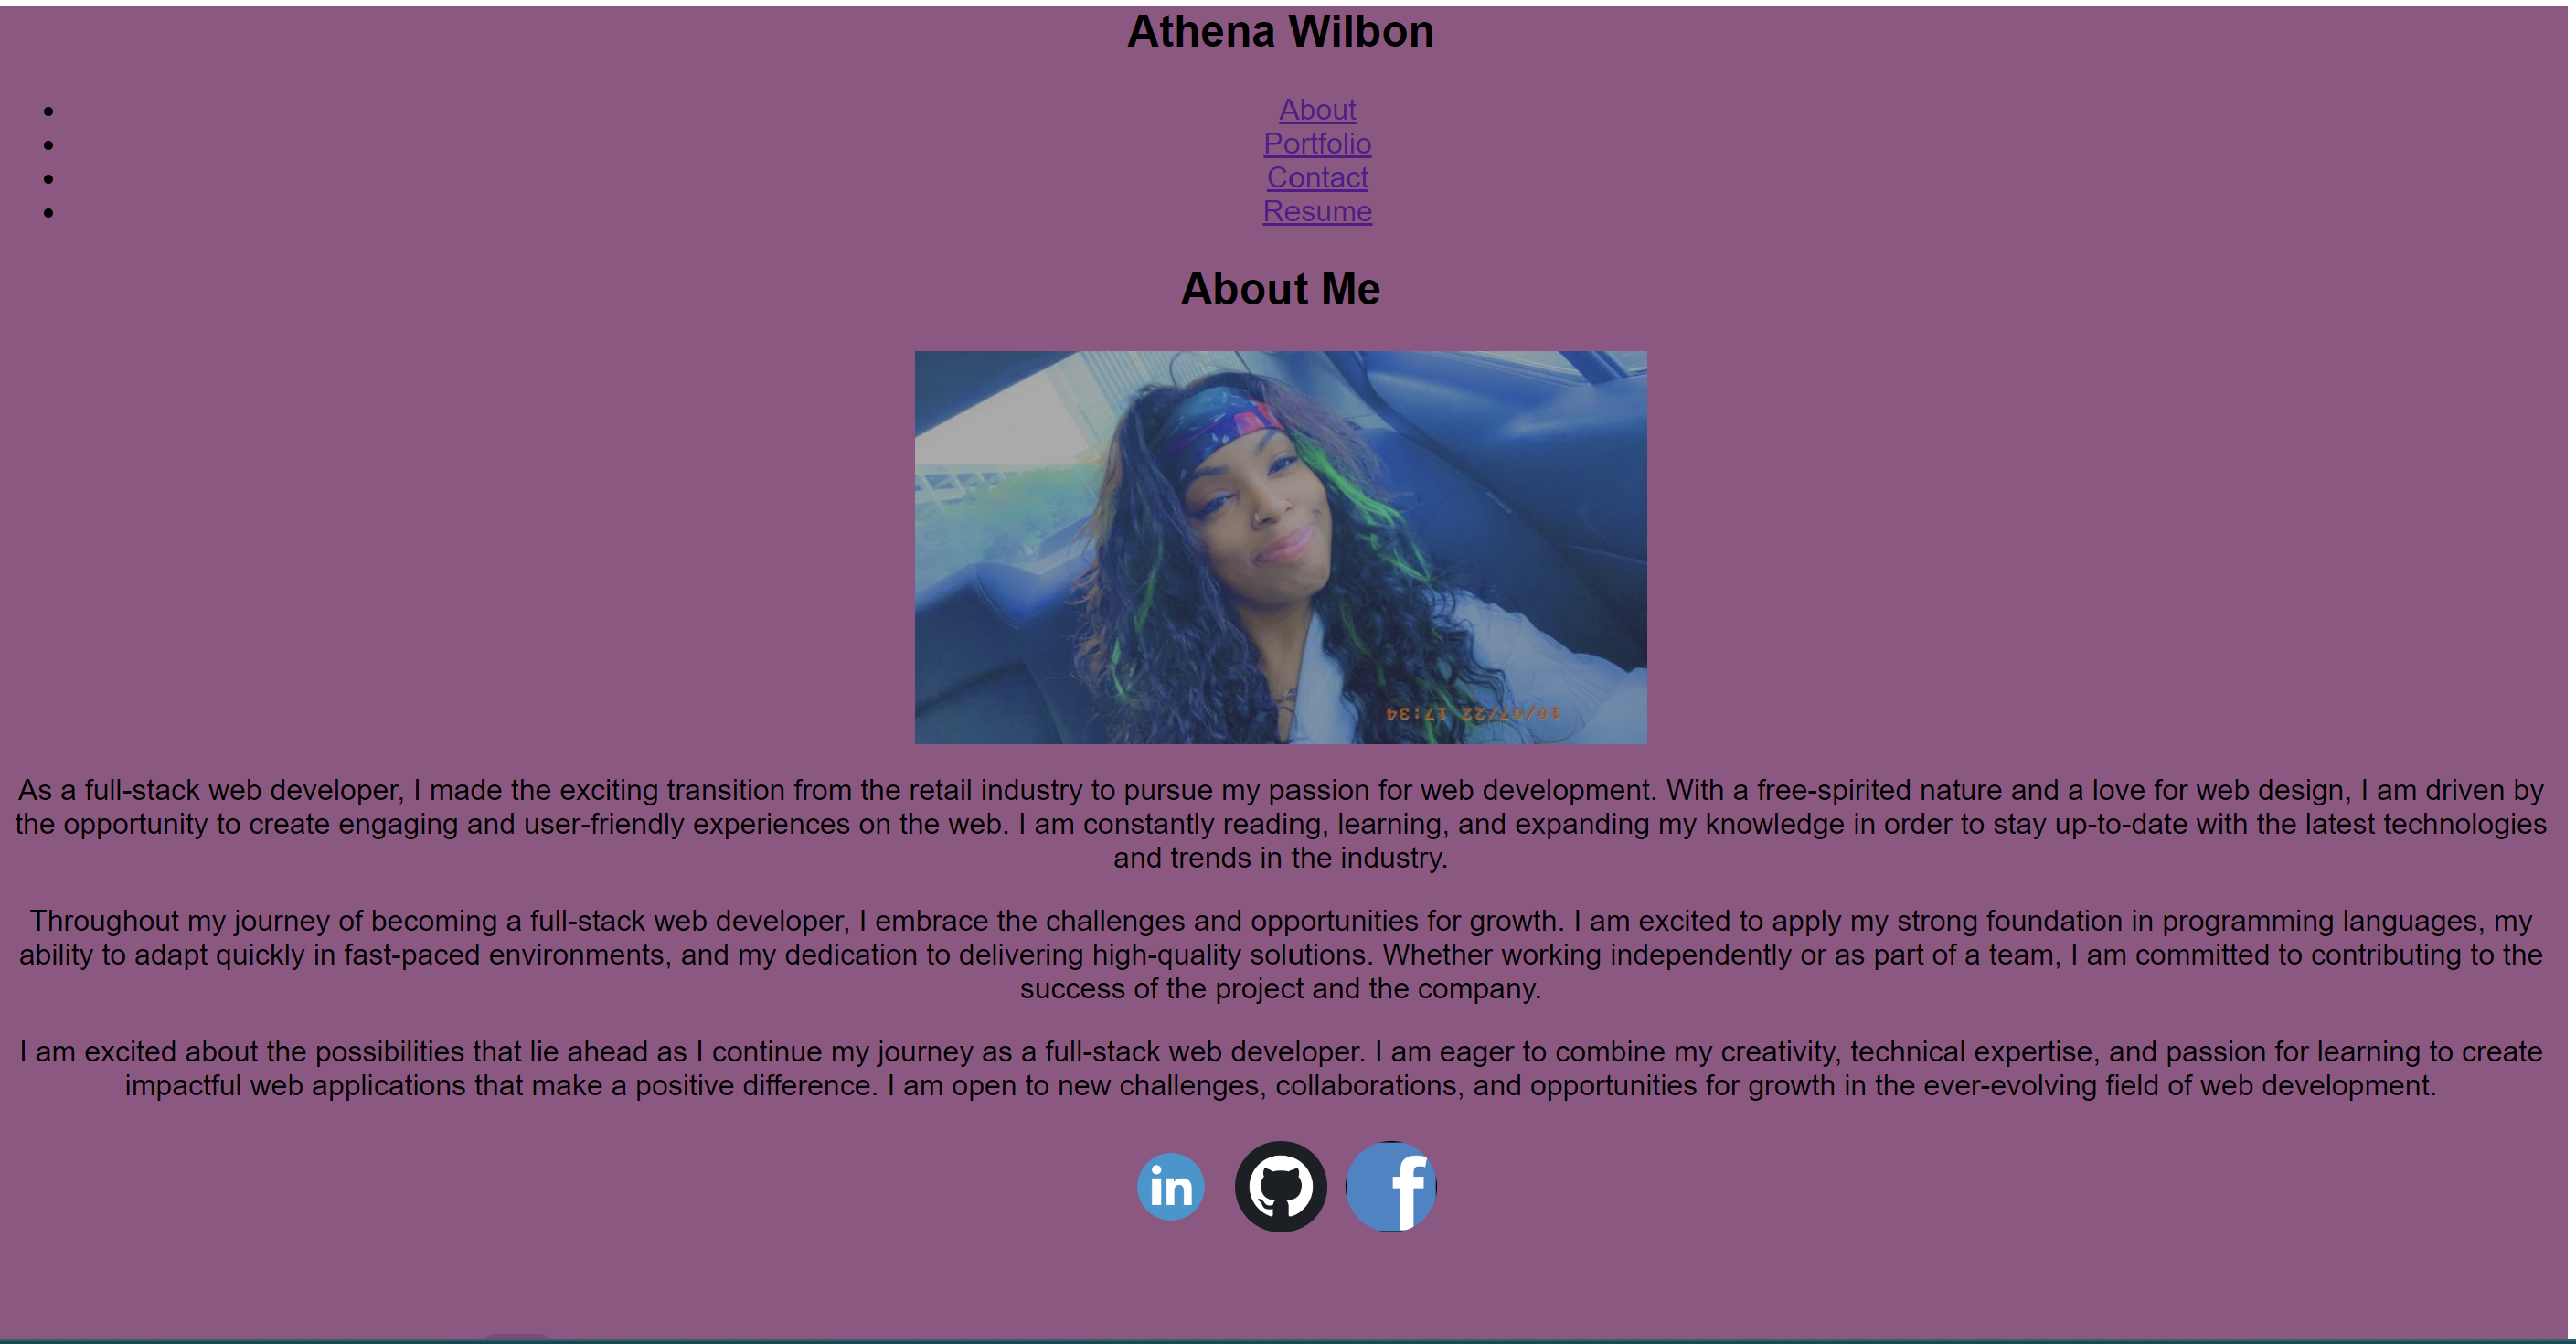 Athena Wilbon
About
Portfolio
Contact
Resume
About Me
10/07/22 17:34
As a full-stack web developer, I made the exciting transition from the retail industry to pursue my passion for web development. With a free-spirited nature and a love for web design, I am driven by
the opportunity to create engaging and user-friendly experiences on the web. I am constantly reading, learning, and expanding my knowledge in order to stay up-to-date with the latest technologies
and trends in the industry.
Throughout my journey of becoming a full-stack web developer, I embrace the challenges and opportunities for growth. I am excited to apply my strong foundation in programming languages, my
ability to adapt quickly in fast-paced environments, and my dedication to delivering high-quality solutions. Whether working independently or as part of a team, I am committed to contributing to the
success of the project and the company.
I am excited about the possibilities that lie ahead as I continue my journey as a full-stack web developer. I am eager to combine my creativity, technical expertise, and passion for learning to create
impactful web applications that make a positive difference. I am open to new challenges, collaborations, and opportunities for growth in the ever-evolving field of web development.
in f